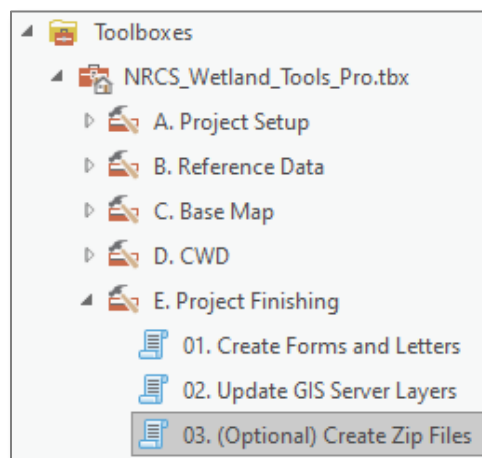 Toolboxes
NRCS_Wetland_Tools_Pro.tbx
A. Project Setup
B. Reference Data
C. Base Map
D. CWD
E. Project Finishing
01. Create Forms and Letters
02. Update GIS Server Layers
03. (Optional) Create Zip Files